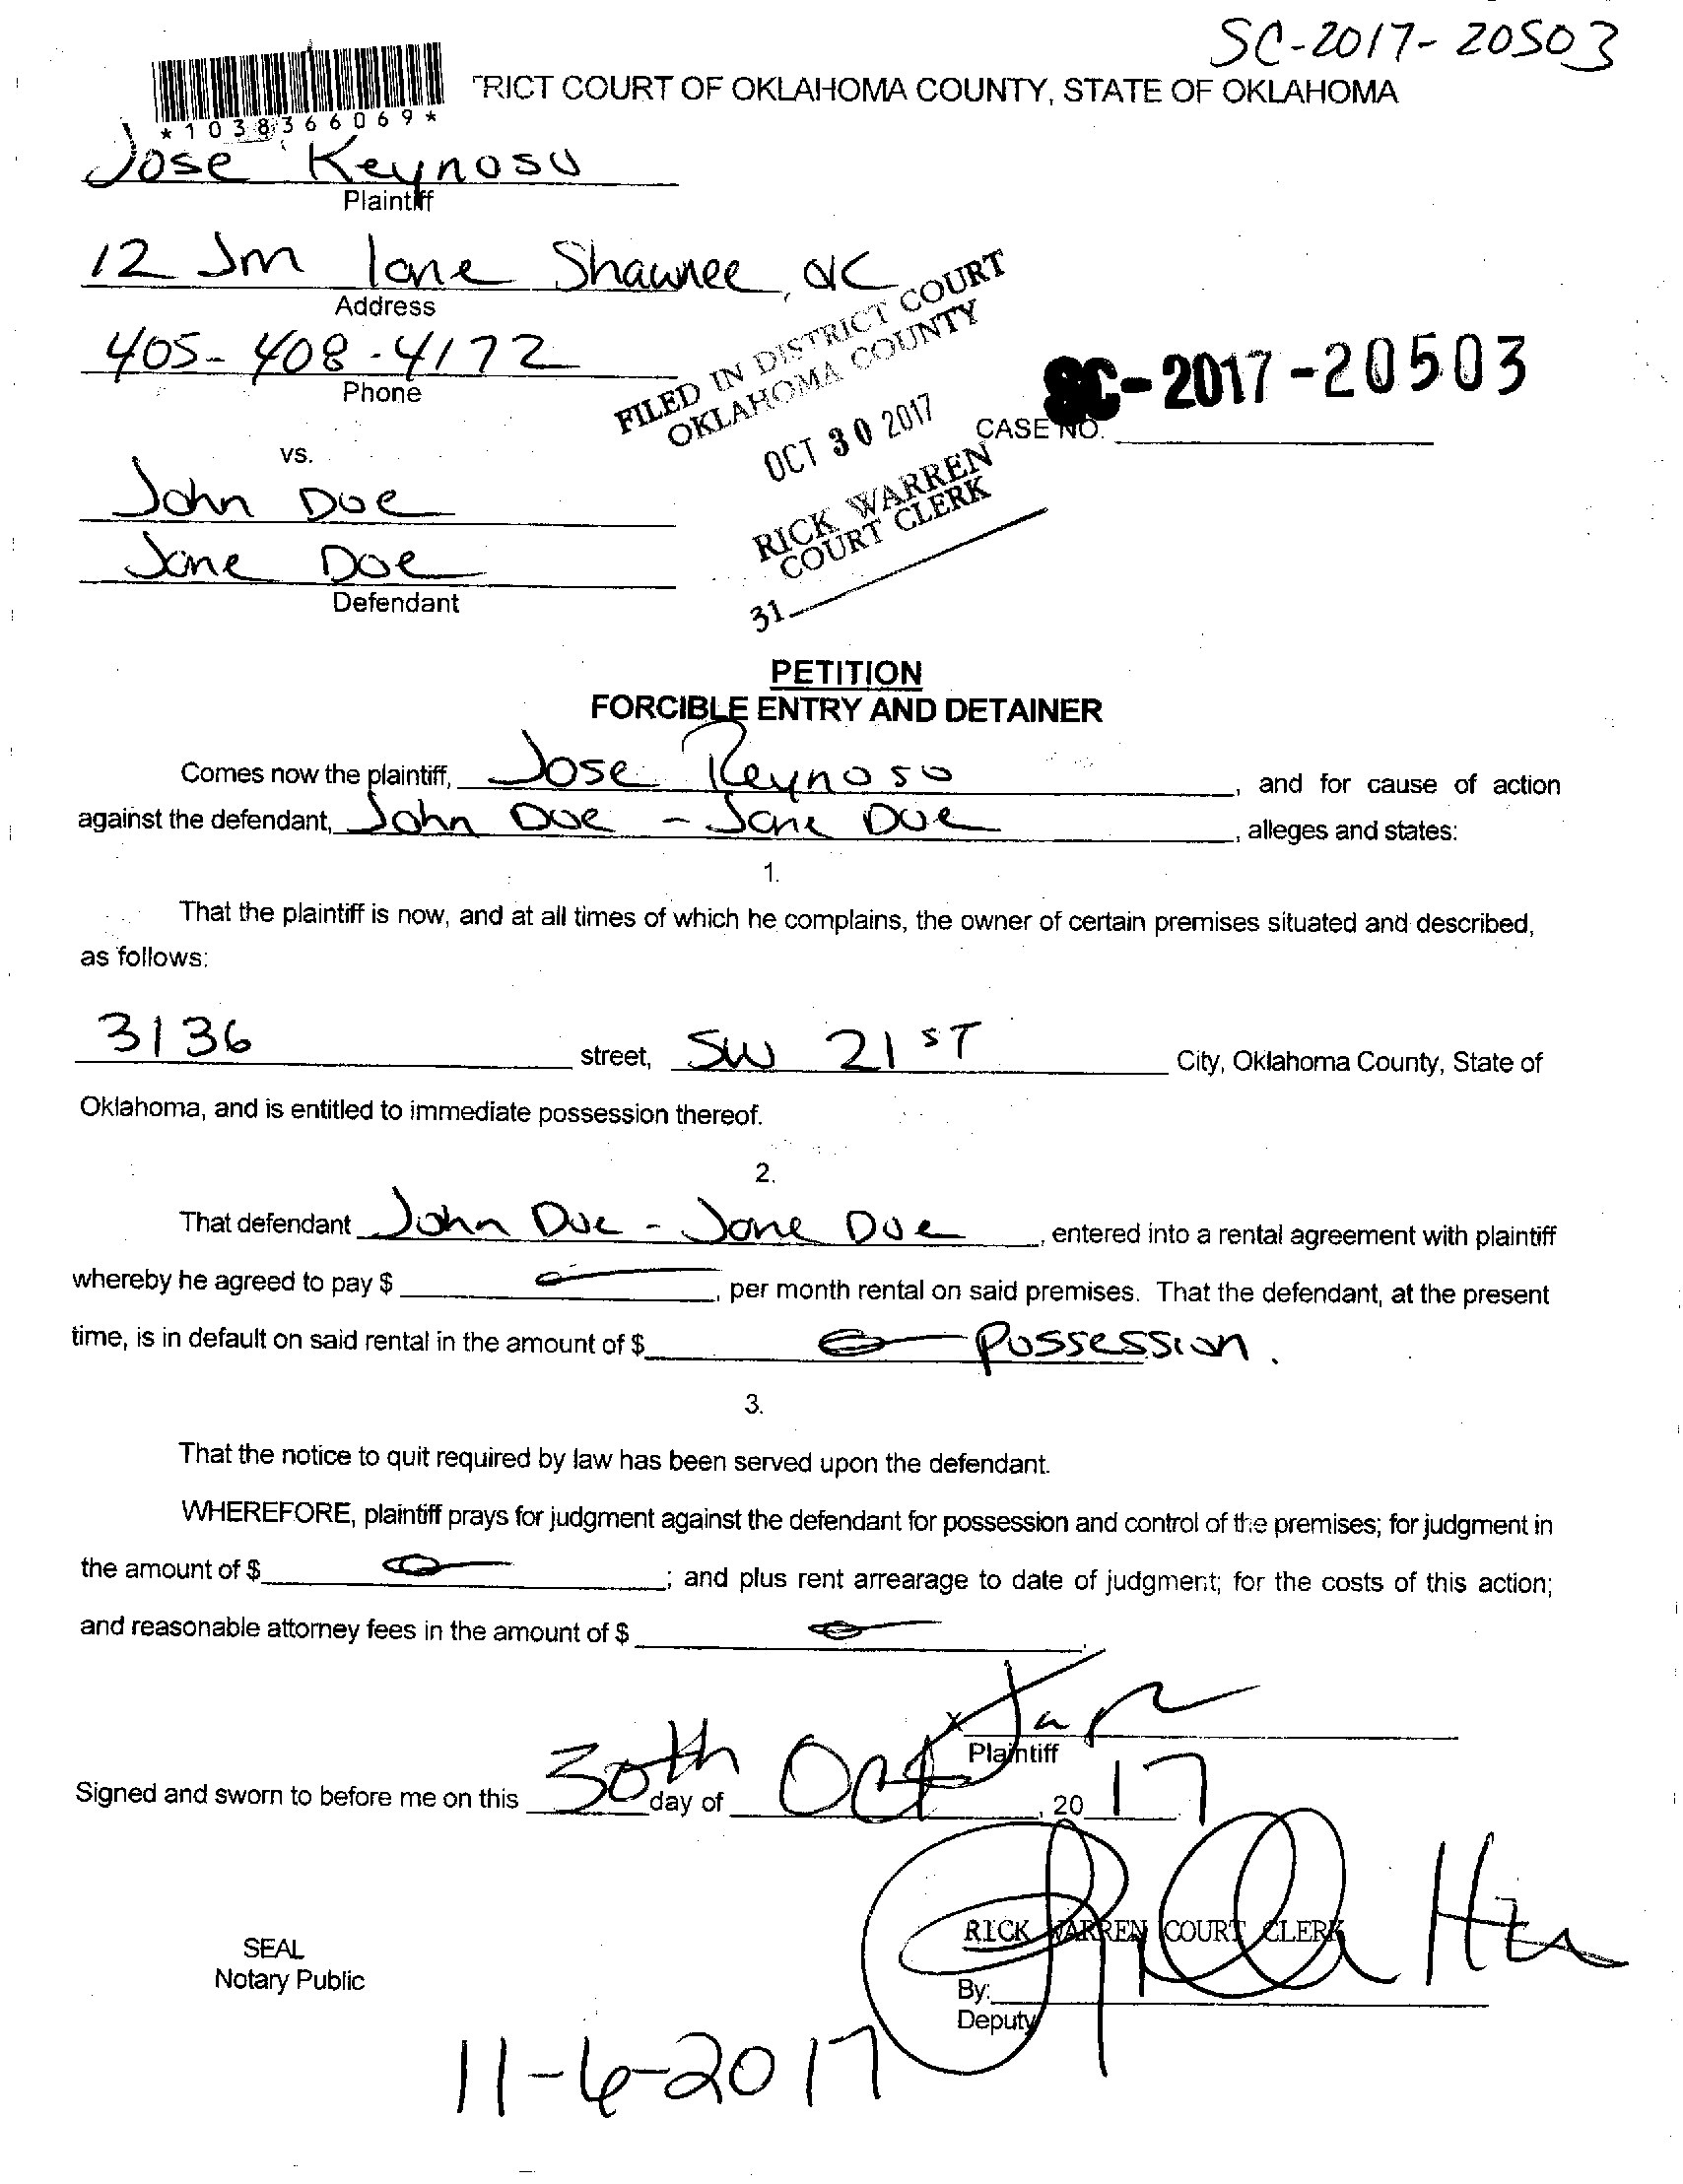 SC-2017-20503
TRICT COURT OF OKLAHOMA COUNTY, STATE OF OKLAHOMA
*1038366069*
Jose Reynoso
Plaintiff
12 Jm lane Shawnee, OK
Address
405-408-4172
Phone
FILED IN DISTRICT COURT
OKLAHOMA COUNTY
OCT 30 2017
RICK WARREN
COURT CLERK
31
SC-2017-20503
CASE NO.
vs.
John Doe
Jane Doe
Defendant
PETITION
FORCIBLE ENTRY AND DETAINER
Comes now the plaintiff, Jose Reynoso, and for cause of action
against the defendant, John Doe - Jane Doe, alleges and states:
1.
That the plaintiff is now, and at all times of which he complains, the owner of certain premises situated and described,
as follows:
3136 street, SW 21ST City, Oklahoma County, State of
Oklahoma, and is entitled to immediate possession thereof.
2.
That defendant John Doe - Jane Doe, entered into a rental agreement with plaintiff
whereby he agreed to pay $ , per month rental on said premises. That the defendant, at the present
time, is in default on said rental in the amount of $ Possession.
3.
That the notice to quit required by law has been served upon the defendant.
WHEREFORE, plaintiff prays for judgment against the defendant for possession and control of the premises; for judgment in
the amount of $ ; and plus rent arrearage to date of judgment; for the costs of this action;
and reasonable attorney fees in the amount of $ .
X
Plaintiff
Signed and sworn to before me on this 30th day of Oct, 2017
RICK WARREN COURT CLERK
SEAL
Notary Public
By:
Deputy
11-6-2017